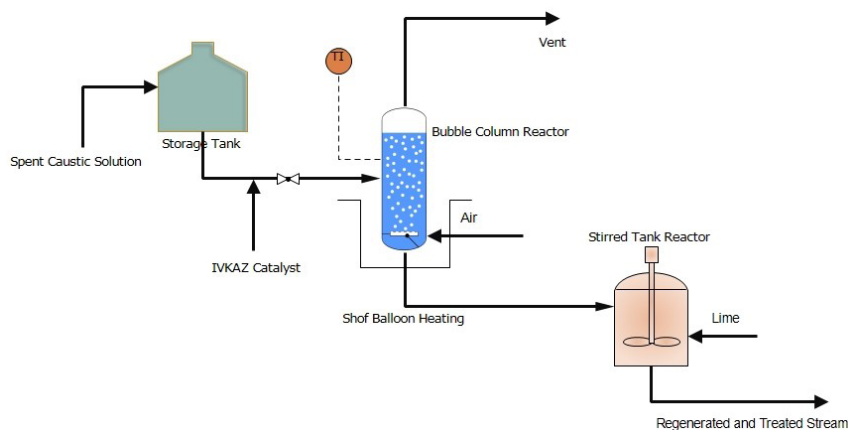 Vent
TI
Bubble Column Reactor
Storage Tank
Spent Caustic Solution
Air
Stirred Tank Reactor
IVKAZ Catalyst
Shof Balloon Heating
Lime
Regenerated and Treated Stream